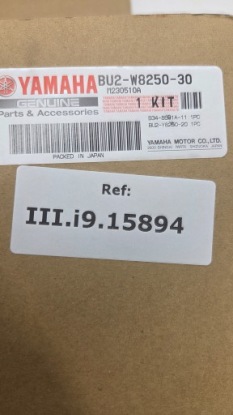 YAMAHA
GENUINE
Parts & Accessories
BU2-W8250-30
M230510A
1 KIT
YAMAHA MOTOR CO.,LTD.
PACKED IN JAPAN
Ref:
III.i9.15894